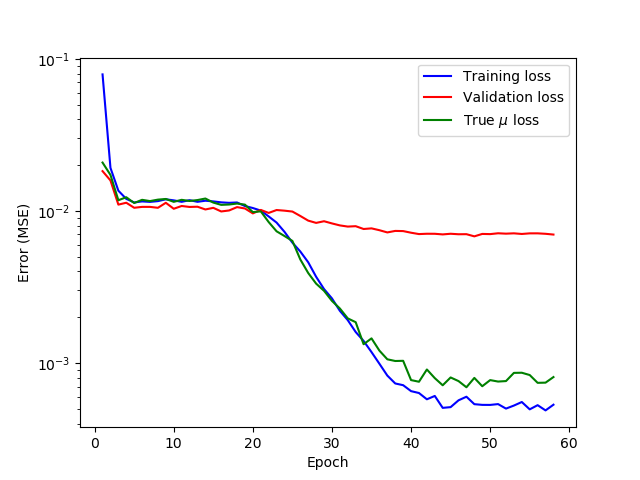 Training loss
Validation loss
True μ loss
10⁻¹
10⁻²
10⁻³
Error (MSE)
0 10 20 30 40 50 60
Epoch